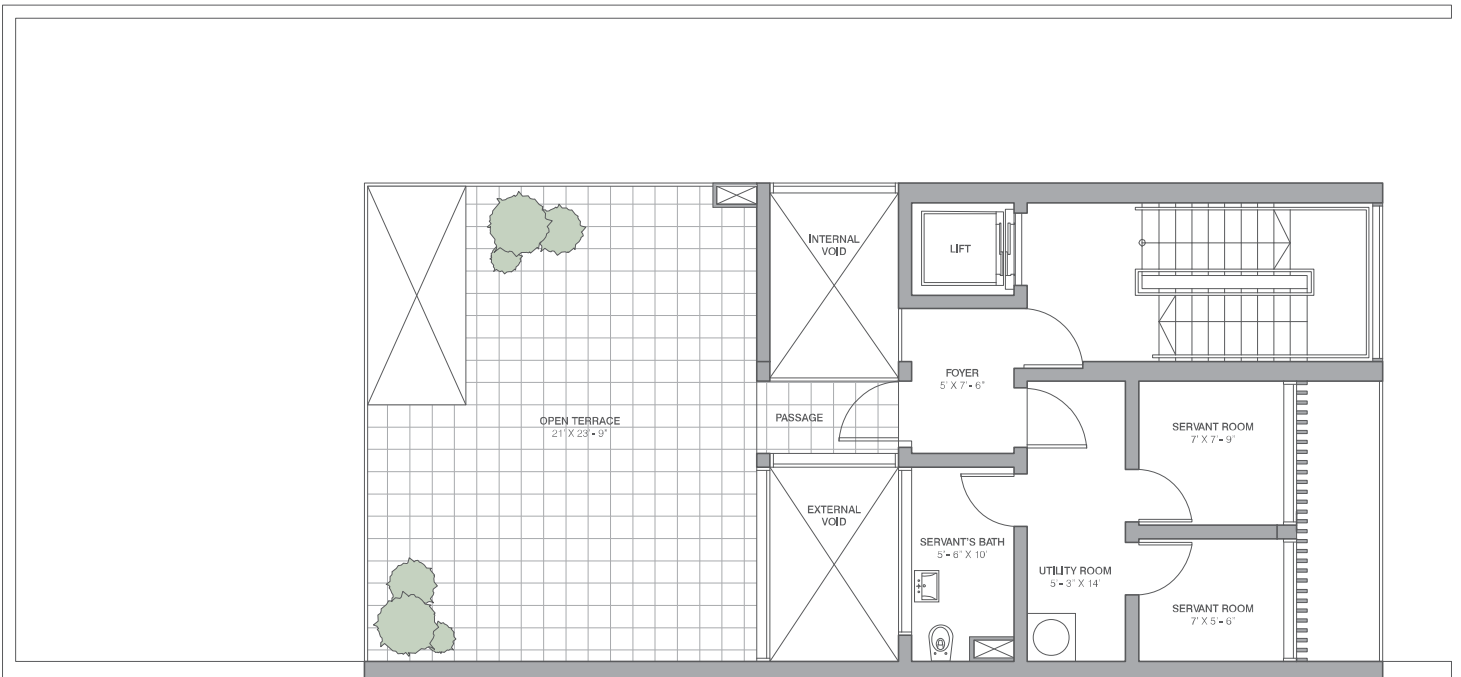 INTERNAL
VOID
LIFT
FOYER
5' X 7'- 6"
OPEN TERRACE
21' X 23'- 9"
PASSAGE
SERVANT ROOM
7' X 7'- 9"
EXTERNAL
VOID
SERVANT'S BATH
5'- 6" X 10'
UTILITY ROOM
5'- 3" X 14'
SERVANT ROOM
7' X 5'- 6"